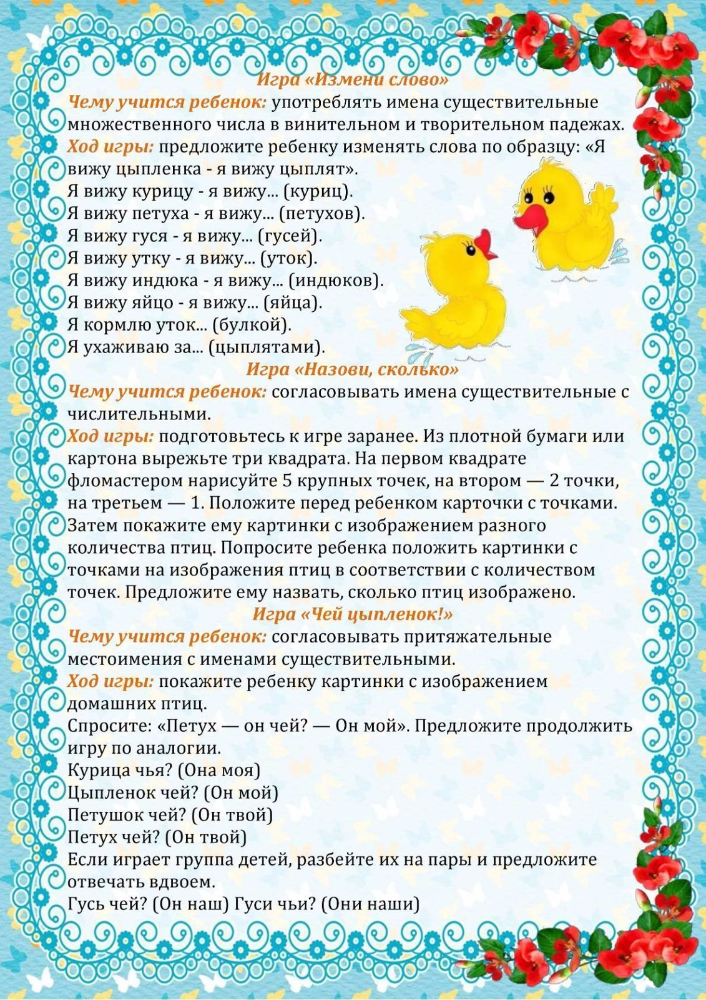 Игра «Измени слово»
Чему учится ребенок: употреблять имена существительные
множественного числа в винительном и творительном падежах.
Ход игры: предложите ребенку изменять слова по образцу: «Я
вижу цыпленка - я вижу цыплят».
Я вижу курицу - я вижу... (куриц).
Я вижу петуха - я вижу... (петухов).
Я вижу гуся - я вижу... (гусей).
Я вижу утку - я вижу... (уток).
Я вижу индюка - я вижу... (индюков).
Я вижу яйцо - я вижу... (яйца).
Я кормлю уток... (булкой).
Я ухаживаю за... (цыплятами).
Игра «Назови, сколько»
Чему учится ребенок: согласовывать имена существительные с
числительными.
Ход игры: подготовьтесь к игре заранее. Из плотной бумаги или
картона вырежьте три квадрата. На первом квадрате
фломастером нарисуйте 5 крупных точек, на втором — 2 точки,
на третьем — 1. Положите перед ребенком карточки с точками.
Затем покажите ему картинки с изображением разного
количества птиц. Попросите ребенка положить картинки с
точками на изображения птиц в соответствии с количеством
точек. Предложите ему назвать, сколько птиц изображено.
Игра «Чей цыпленок!»
Чему учится ребенок: согласовывать притяжательные
местоимения с именами существительными.
Ход игры: покажите ребенку картинки с изображением
домашних птиц.
Спросите: «Петух — он чей? — Он мой». Предложите продолжить
игру по аналогии.
Курица чья? (Она моя)
Цыпленок чей? (Он мой)
Петушок чей? (Он твой)
Петух чей? (Он твой)
Если играет группа детей, разбейте их на пары и предложите
отвечать вдвоем.
Гусь чей? (Он наш) Гуси чьи? (Они наши)